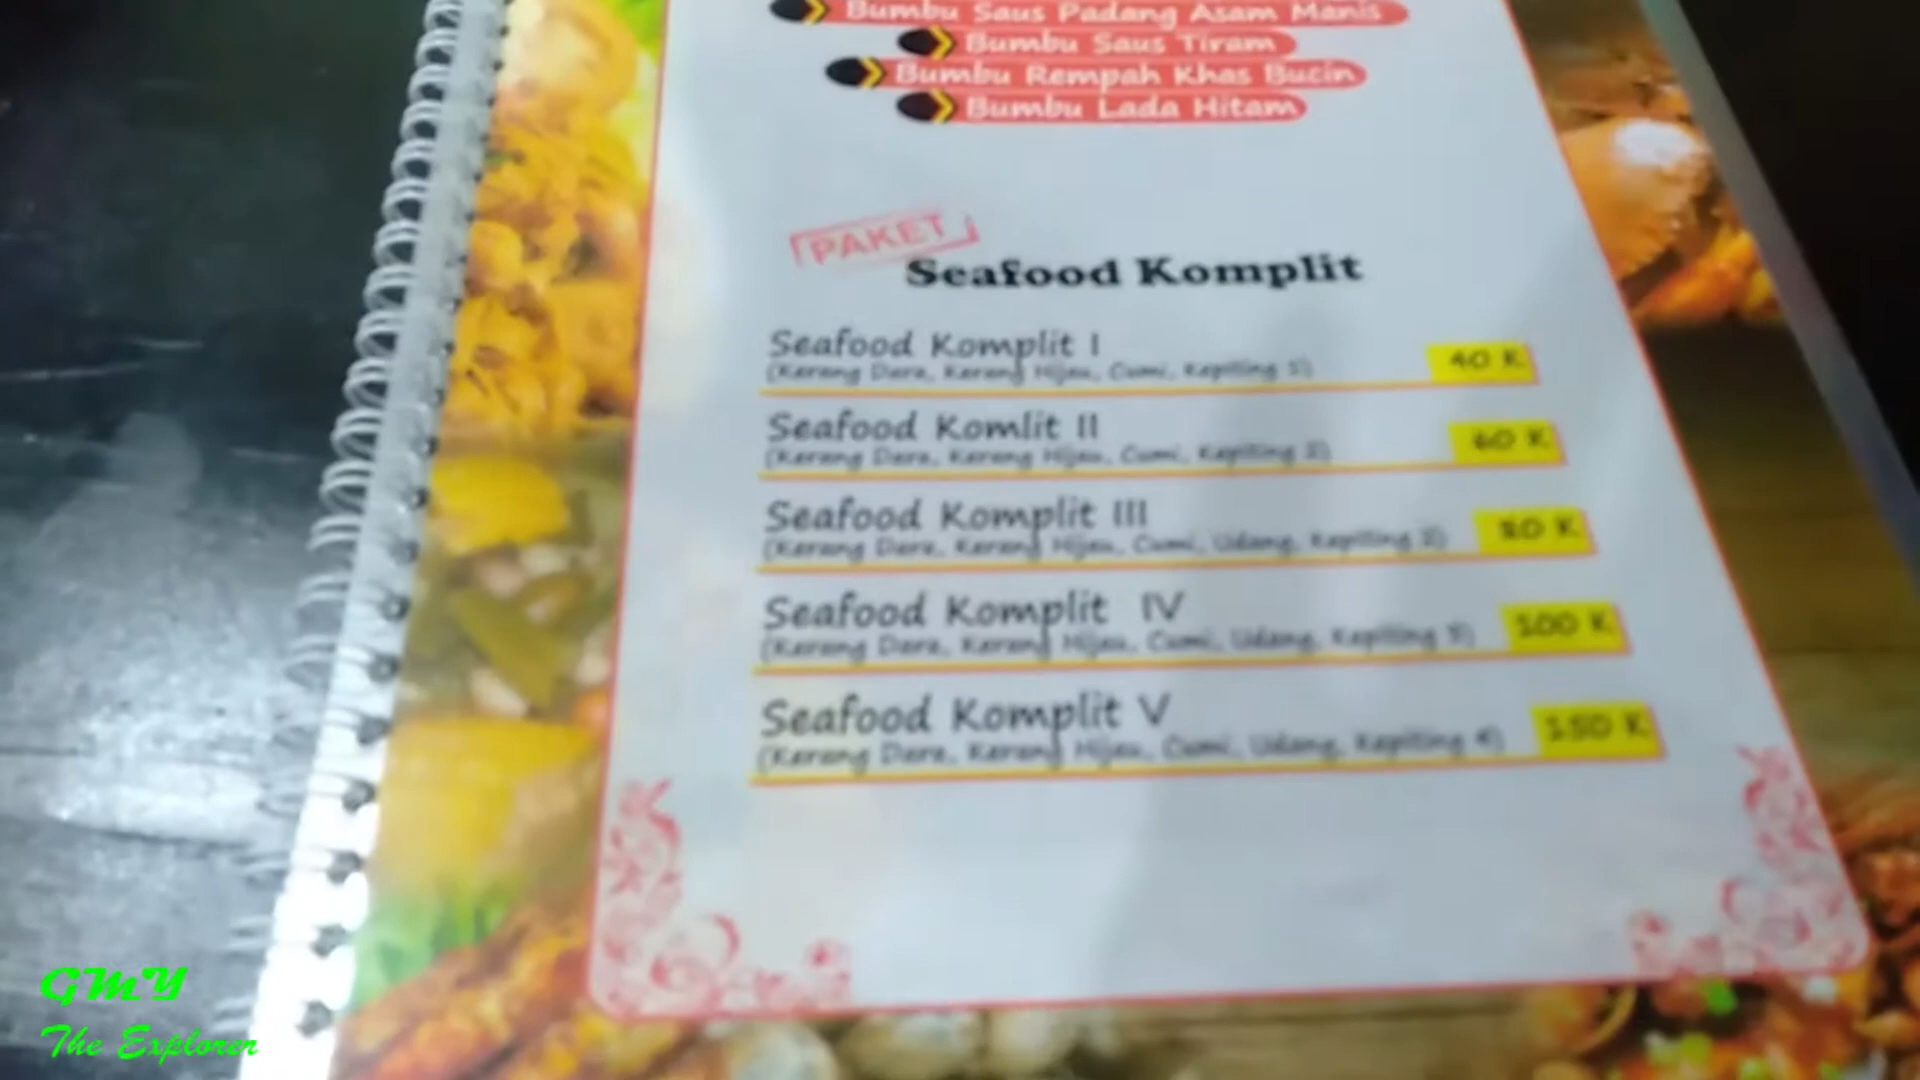 Bumbu Saus Padang Asam Manis
Bumbu Saus Tiram
Bumbu Rempah Khas Bucin
Bumbu Lada Hitam
PAKET
Seafood Komplit
Seafood Komplit I
40 K
(Kerang Dara, Kerang Hijau, Cumi, Kepiting 1)
Seafood Komlit II
60 K
(Kerang Dara, Kerang Hijau, Cumi, Kepiting 2)
Seafood Komplit III
80 K
(Kerang Dara, Kerang Hijau, Cumi, Udang, Kepiting 2)
Seafood Komplit IV
100 K
(Kerang Dara, Kerang Hijau, Cumi, Udang, Kepiting 3)
Seafood Komplit V
150 K
(Kerang Dara, Kerang Hijau, Cumi, Udang, Kepiting 4)
GMY
The Explorer